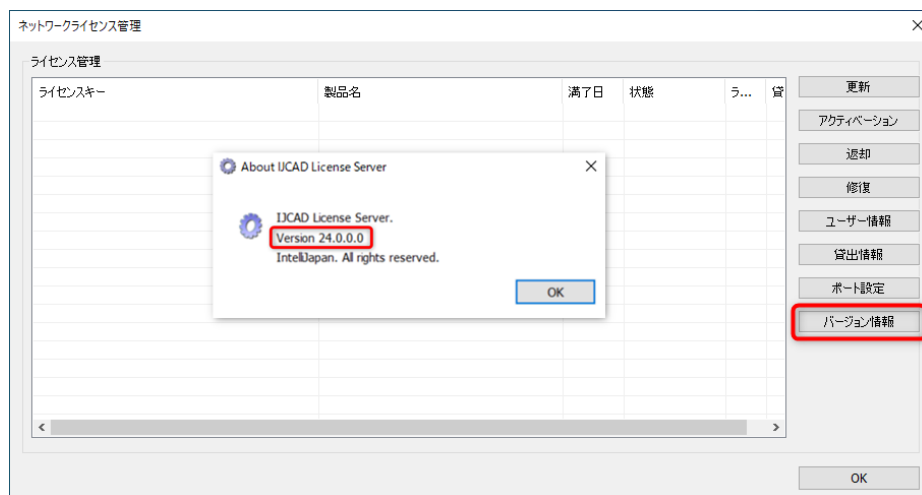 ネットワークライセンス管理
ライセンス管理
ライセンスキー 製品名 満了日 状態 ラ... 貸
更新
アクティベーション
返却
修復
ユーザー情報
貸出情報
ポート設定
バージョン情報
About IJCAD License Server
IJCAD License Server.
Version 24.0.0.0
IntelliJapan. All rights reserved.
OK
OK